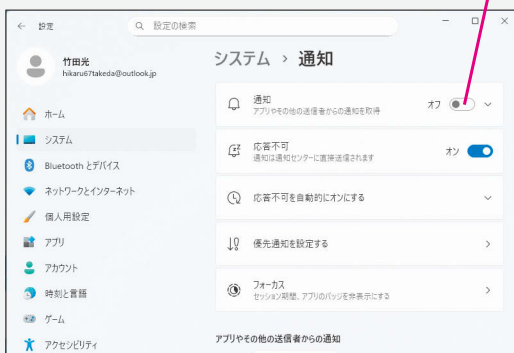 設定
設定の検索
竹田光
hikaru67takeda@outlook.jp
ホーム
システム
Bluetooth とデバイス
ネットワークとインターネット
個人用設定
アプリ
アカウント
時刻と言語
ゲーム
アクセシビリティ
システム > 通知
通知
アプリやその他の送信者からの通知を取得
オフ
応答不可
通知は通知センターに直接送信されます
オン
応答不可を自動的にオンにする
優先通知を設定する
フォーカス
セッション期間、アプリのバッジを非表示にする
アプリやその他の送信者からの通知